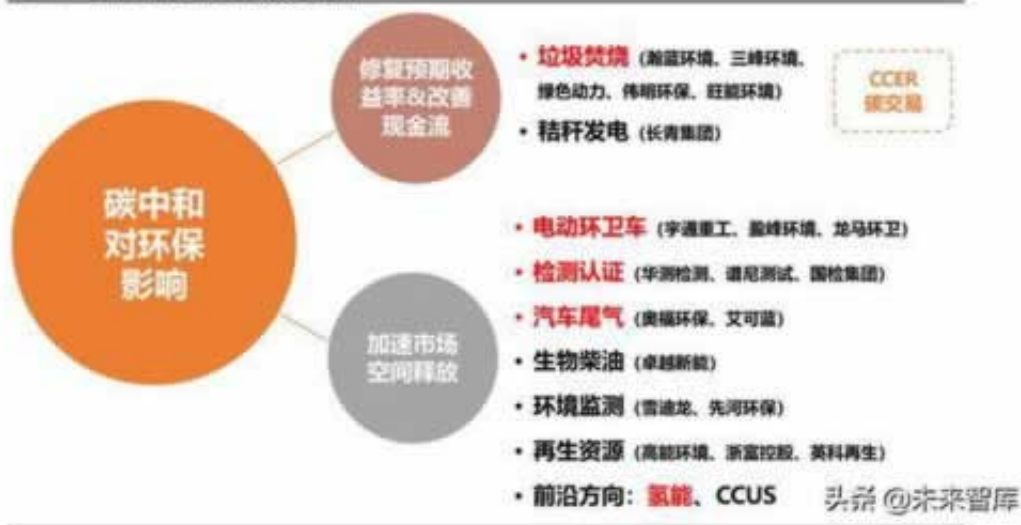 碳中和
对环保
影响
修复预期收
益率&改善
现金流
• 垃圾焚烧（瀚蓝环境、三峰环境、
绿色动力、伟明环保、旺能环境）
• 秸秆发电（长青集团）
CCER
碳交易
加速市场
空间释放
• 电动环卫车（宇通重工、盈峰环境、龙马环卫）
• 检测认证（华测检测、谱尼测试、国检集团）
• 汽车尾气（奥福环保、艾可蓝）
• 生物柴油（卓越新能）
• 环境监测（雪迪龙、先河环保）
• 再生资源（高能环境、浙富控股、英科再生）
• 前沿方向：氢能、CCUS
头条 @未来智库